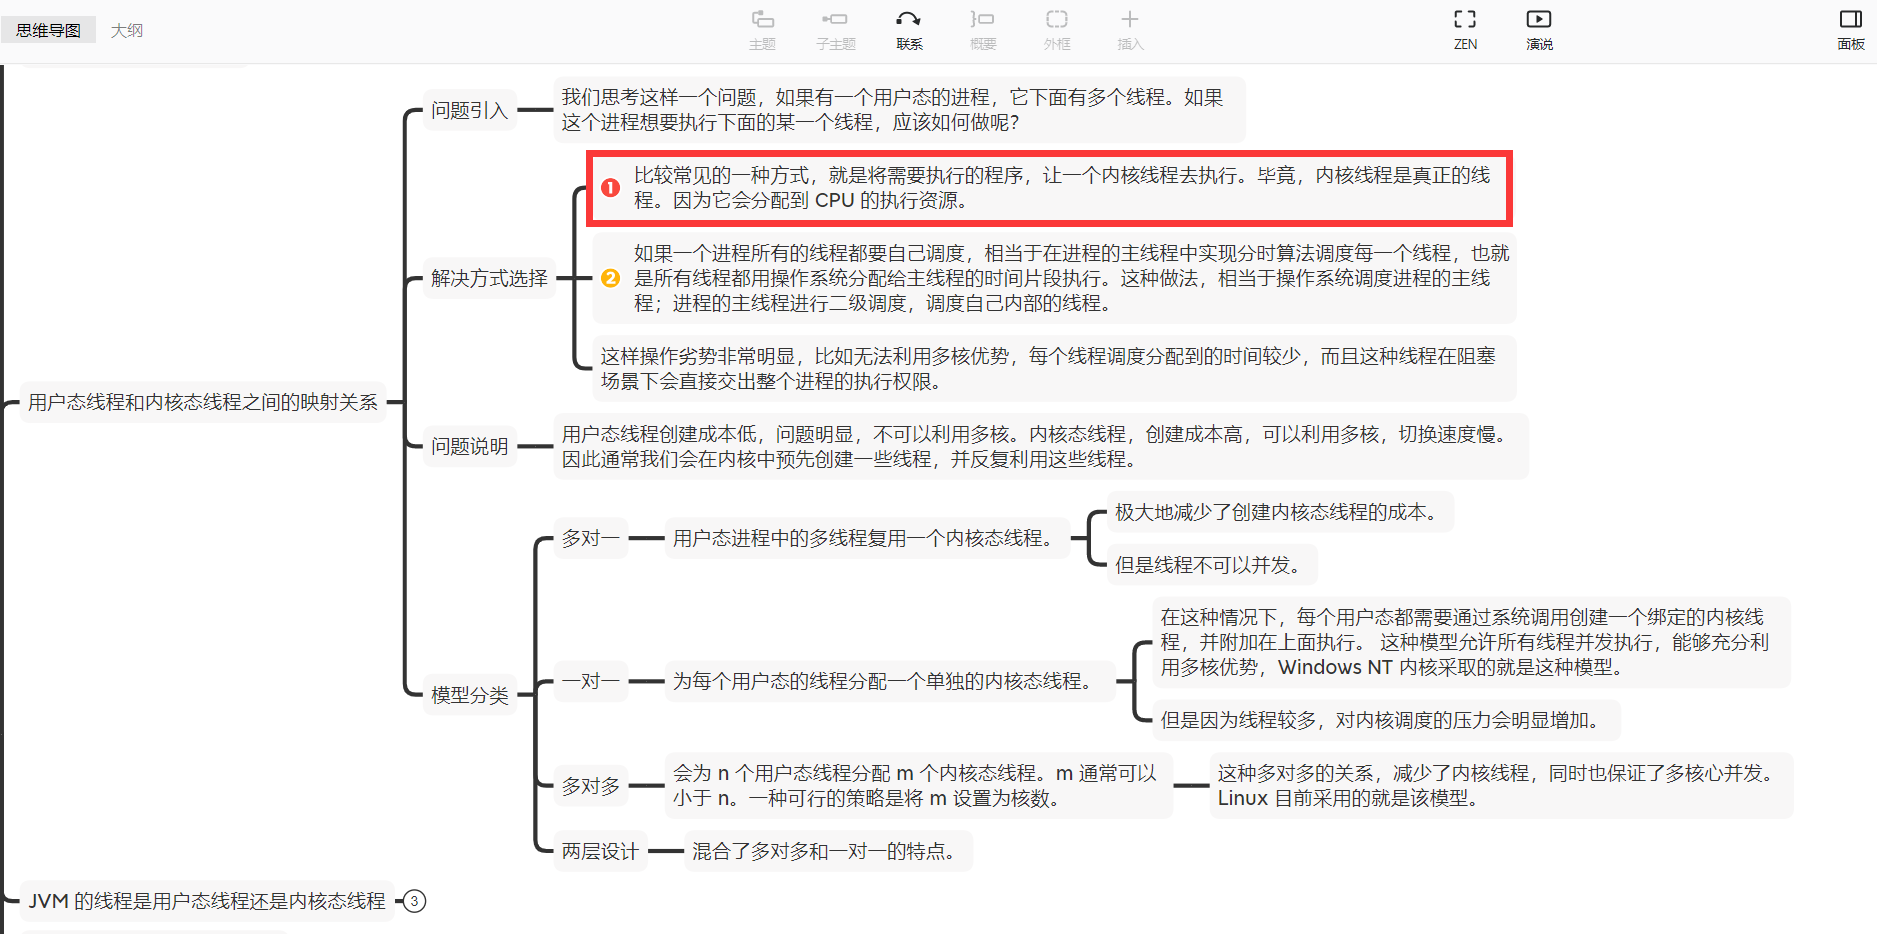 思维导图
大纲
主题
子主题
联系
概要
外框
插入
ZEN
演说
面板
问题引入
我们思考这样一个问题，如果有一个用户态的进程，它下面有多个线程。如果
这个进程想要执行下面的某一个线程，应该如何做呢？
解决方式选择
1
比较常见的一种方式，就是将需要执行的程序，让一个内核线程去执行。毕竟，内核线程是真正的线
程。因为它会分配到 CPU 的执行资源。
2
如果一个进程所有的线程都要自己调度，相当于在进程的主线程中实现分时算法调度每一个线程，也就
是所有线程都用操作系统分配给主线程的时间片段执行。这种做法，相当于操作系统调度进程的主线
程；进程的主线程进行二级调度，调度自己内部的线程。
这样操作劣势非常明显，比如无法利用多核优势，每个线程调度分配到的时间较少，而且这种线程在阻塞
场景下会直接交出整个进程的执行权限。
用户态线程和内核态线程之间的映射关系
问题说明
用户态线程创建成本低，问题明显，不可以利用多核。内核态线程，创建成本高，可以利用多核，切换速度慢。
因此通常我们会在内核中预先创建一些线程，并反复利用这些线程。
模型分类
多对一
用户态进程中的多线程复用一个内核态线程。
极大地减少了创建内核态线程的成本。
但是线程不可以并发。
一对一
为每个用户态的线程分配一个单独的内核态线程。
在这种情况下，每个用户态都需要通过系统调用创建一个绑定的内核线
程，并附加在上面执行。 这种模型允许所有线程并发执行，能够充分利
用多核优势，Windows NT 内核采取的就是这种模型。
但是因为线程较多，对内核调度的压力会明显增加。
多对多
会为 n 个用户态线程分配 m 个内核态线程。m 通常可以
小于 n。一种可行的策略是将 m 设置为核数。
这种多对多的关系，减少了内核线程，同时也保证了多核心并发。
Linux 目前采用的就是该模型。
两层设计
混合了多对多和一对一的特点。
JVM 的线程是用户态线程还是内核态线程
3